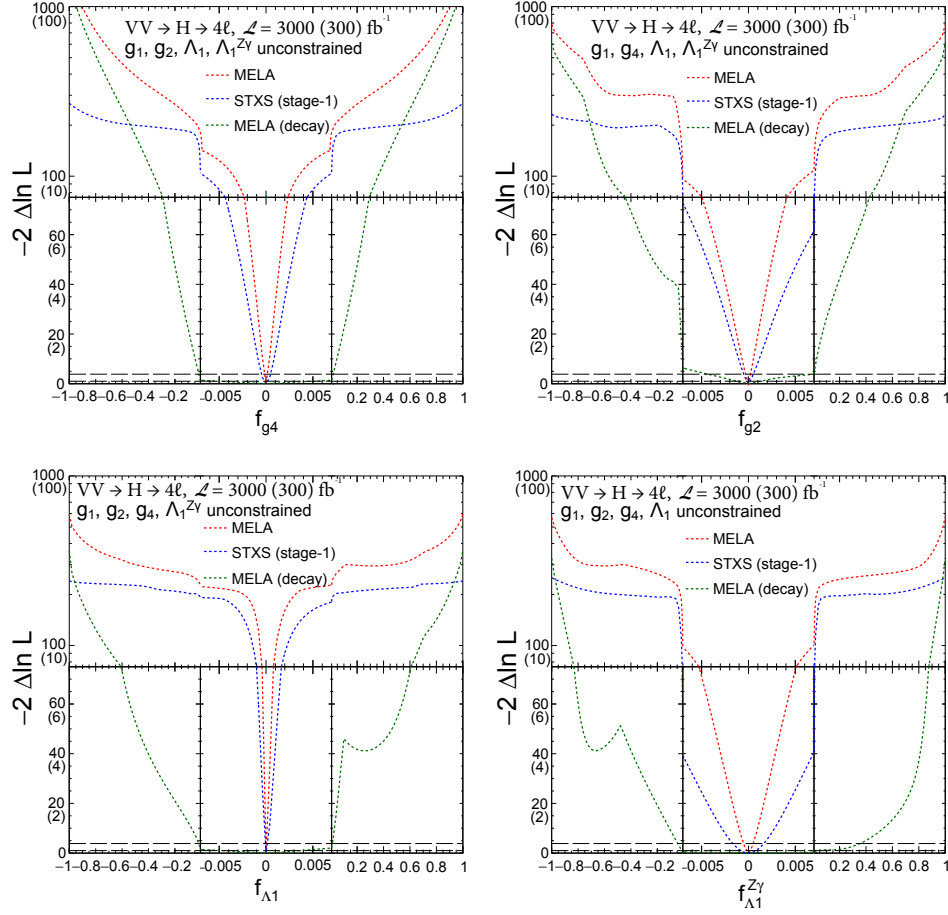 VV → H → 4ℓ, ℒ = 3000 (300) fb⁻¹
g₁, g₂, Λ₁, Λ₁^Zγ unconstrained
MELA
STXS (stage-1)
MELA (decay)
1000
(100)
100
(10)
60
(6)
40
(4)
20
(2)
0
−2 Δln L
−1 −0.8 −0.6 −0.4 −0.2 −0.005 0 0.005 0.2 0.4 0.6 0.8 1
f_g4
VV → H → 4ℓ, ℒ = 3000 (300) fb⁻¹
g₁, g₄, Λ₁, Λ₁^Zγ unconstrained
MELA
STXS (stage-1)
MELA (decay)
1000
(100)
100
(10)
60
(6)
40
(4)
20
(2)
0
−2 Δln L
−1 −0.8 −0.6 −0.4 −0.2 −0.005 0 0.005 0.2 0.4 0.6 0.8 1
f_g2
VV → H → 4ℓ, ℒ = 3000 (300) fb⁻¹
g₁, g₂, g₄, Λ₁^Zγ unconstrained
MELA
STXS (stage-1)
MELA (decay)
1000
(100)
100
(10)
60
(6)
40
(4)
20
(2)
0
−2 Δln L
−1 −0.8 −0.6 −0.4 −0.2 −0.005 0 0.005 0.2 0.4 0.6 0.8 1
f_Λ1
VV → H → 4ℓ, ℒ = 3000 (300) fb⁻¹
g₁, g₂, g₄, Λ₁ unconstrained
MELA
STXS (stage-1)
MELA (decay)
1000
(100)
100
(10)
60
(6)
40
(4)
20
(2)
0
−2 Δln L
−1 −0.8 −0.6 −0.4 −0.2 −0.005 0 0.005 0.2 0.4 0.6 0.8 1
f_Λ1^Zγ